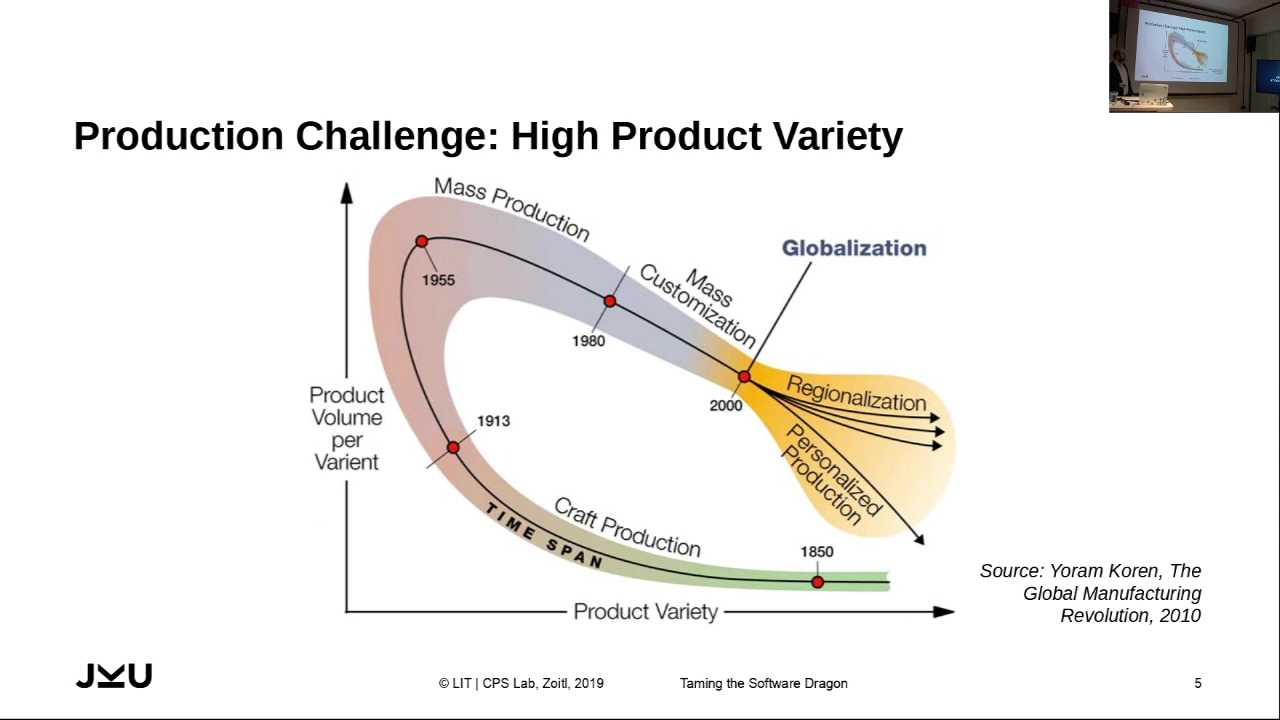 Production Challenge: High Product Variety
Mass Production
1955
1980
Mass
Customization
Globalization
2000
Regionalization
Personalized
Production
Product
Volume
per
Varient
1913
TIME SPAN
Craft Production
1850
Product Variety
Source: Yoram Koren, The
Global Manufacturing
Revolution, 2010
JKU
© LIT | CPS Lab, Zoitl, 2019
Taming the Software Dragon
5